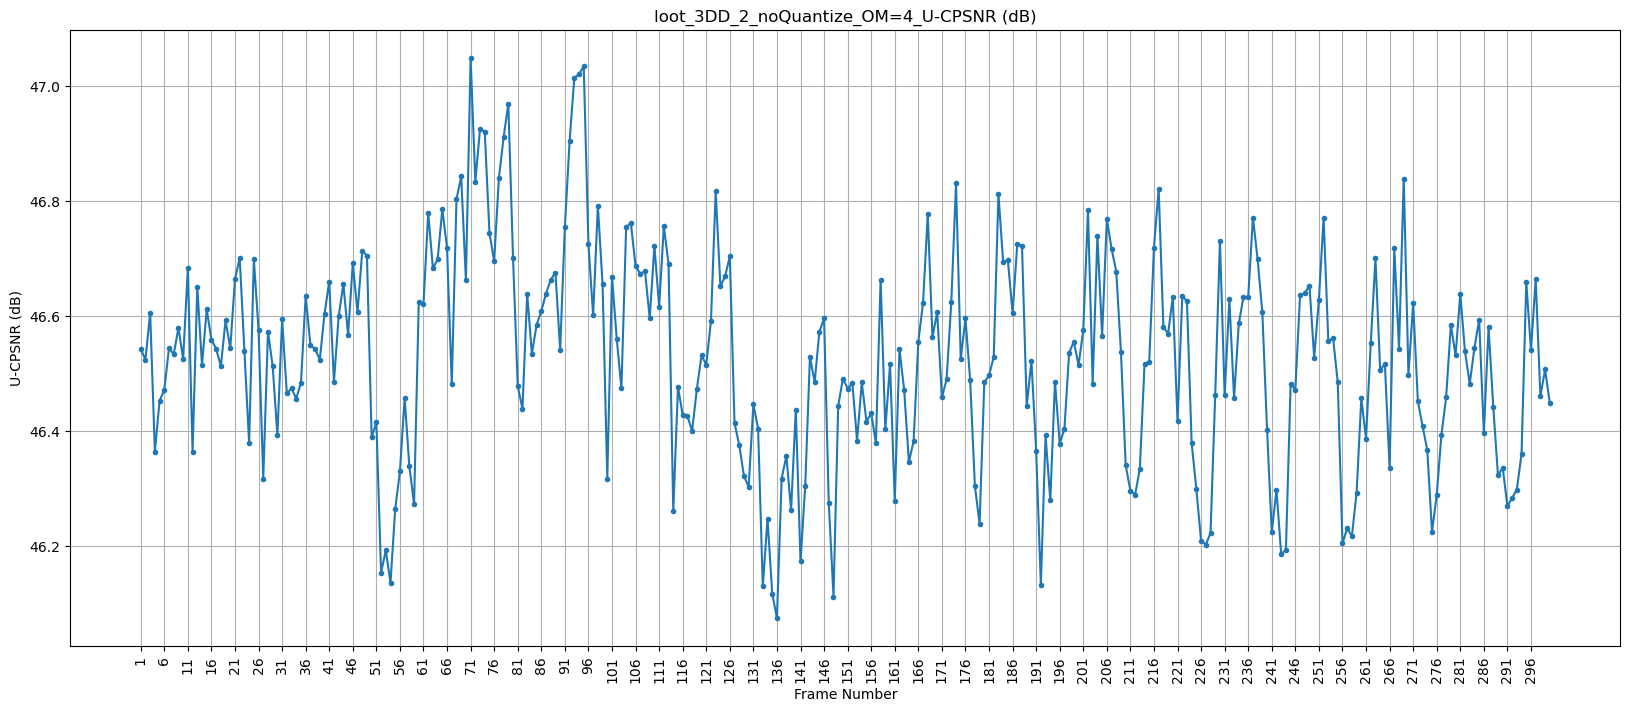 loot_3DD_2_noQuantize_OM=4_U-CPSNR (dB)
U-CPSNR (dB)
47.0
46.8
46.6
46.4
46.2
1 6 11 16 21 26 31 36 41 46 51 56 61 66 71 76 81 86 91 96 101 106 111 116 121 126 131 136 141 146 151 156 161 166 171 176 181 186 191 196 201 206 211 216 221 226 231 236 241 246 251 256 261 266 271 276 281 286 291 296
Frame Number